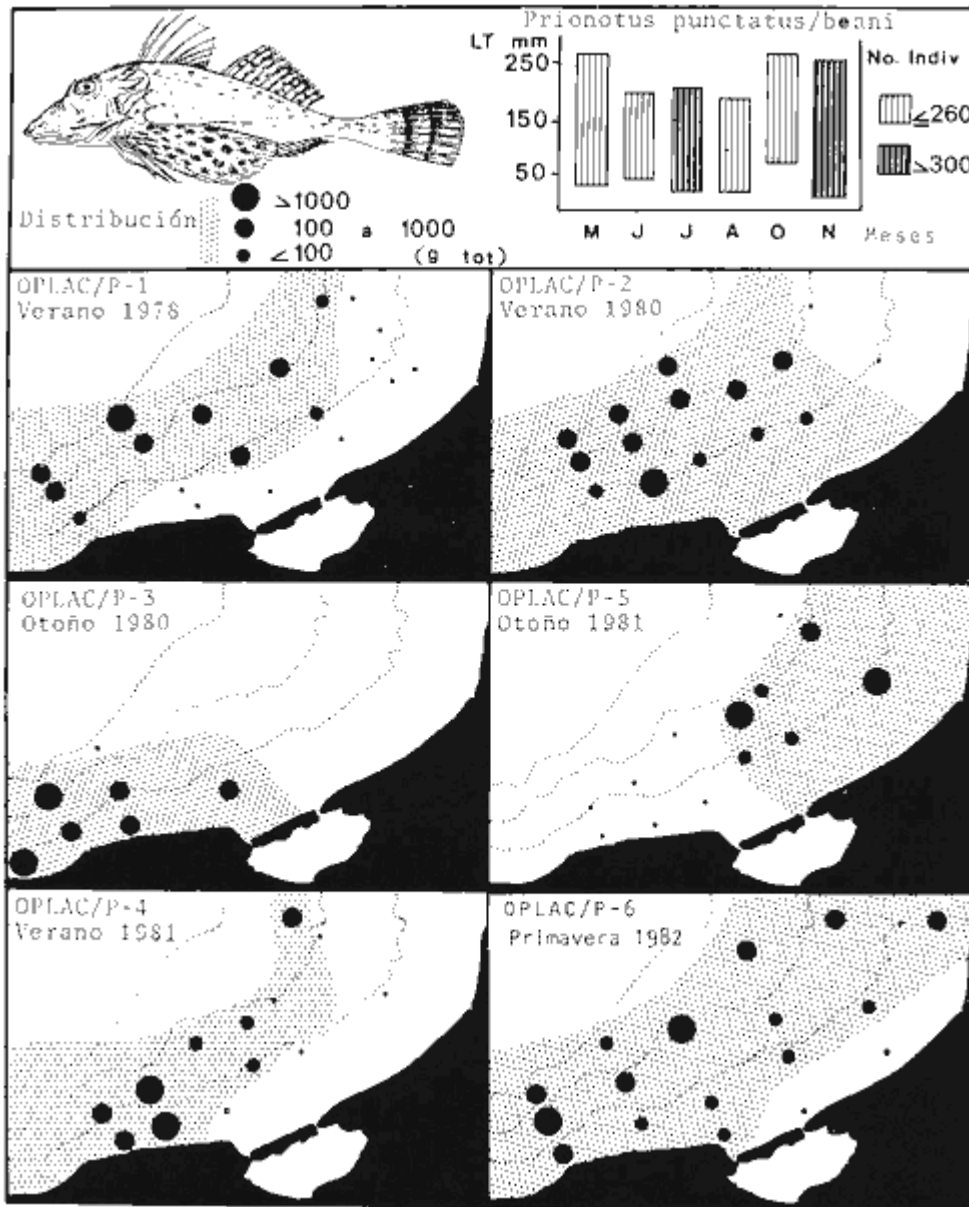 Prionotus punctatus/beani
LT mm
250
150
50
M J J A O N Meses
No. Indiv
≤260
≥300
Distribución
>1000
100 a 1000
<100 (g tot)
OPLAC/P-1
Verano 1978
OPLAC/P-2
Verano 1980
OPLAC/P-3
Otoño 1980
OPLAC/P-5
Otoño 1981
OPLAC/P-4
Verano 1981
OPLAC/P-6
Primavera 1982